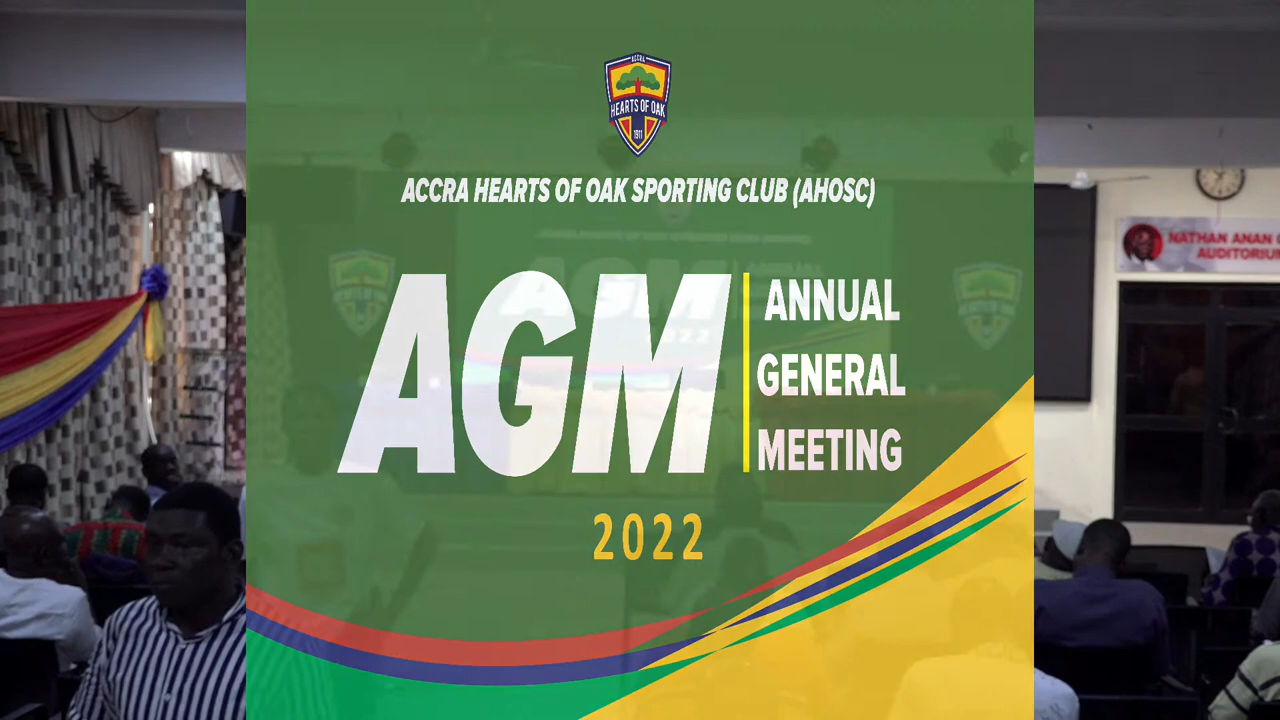 ACCRA
HEARTS OF OAK
1911
ACCRA HEARTS OF OAK SPORTING CLUB (AHOSC)
AGM
ANNUAL
GENERAL
MEETING
2022
NATHAN ANAN
AUDITORIUM